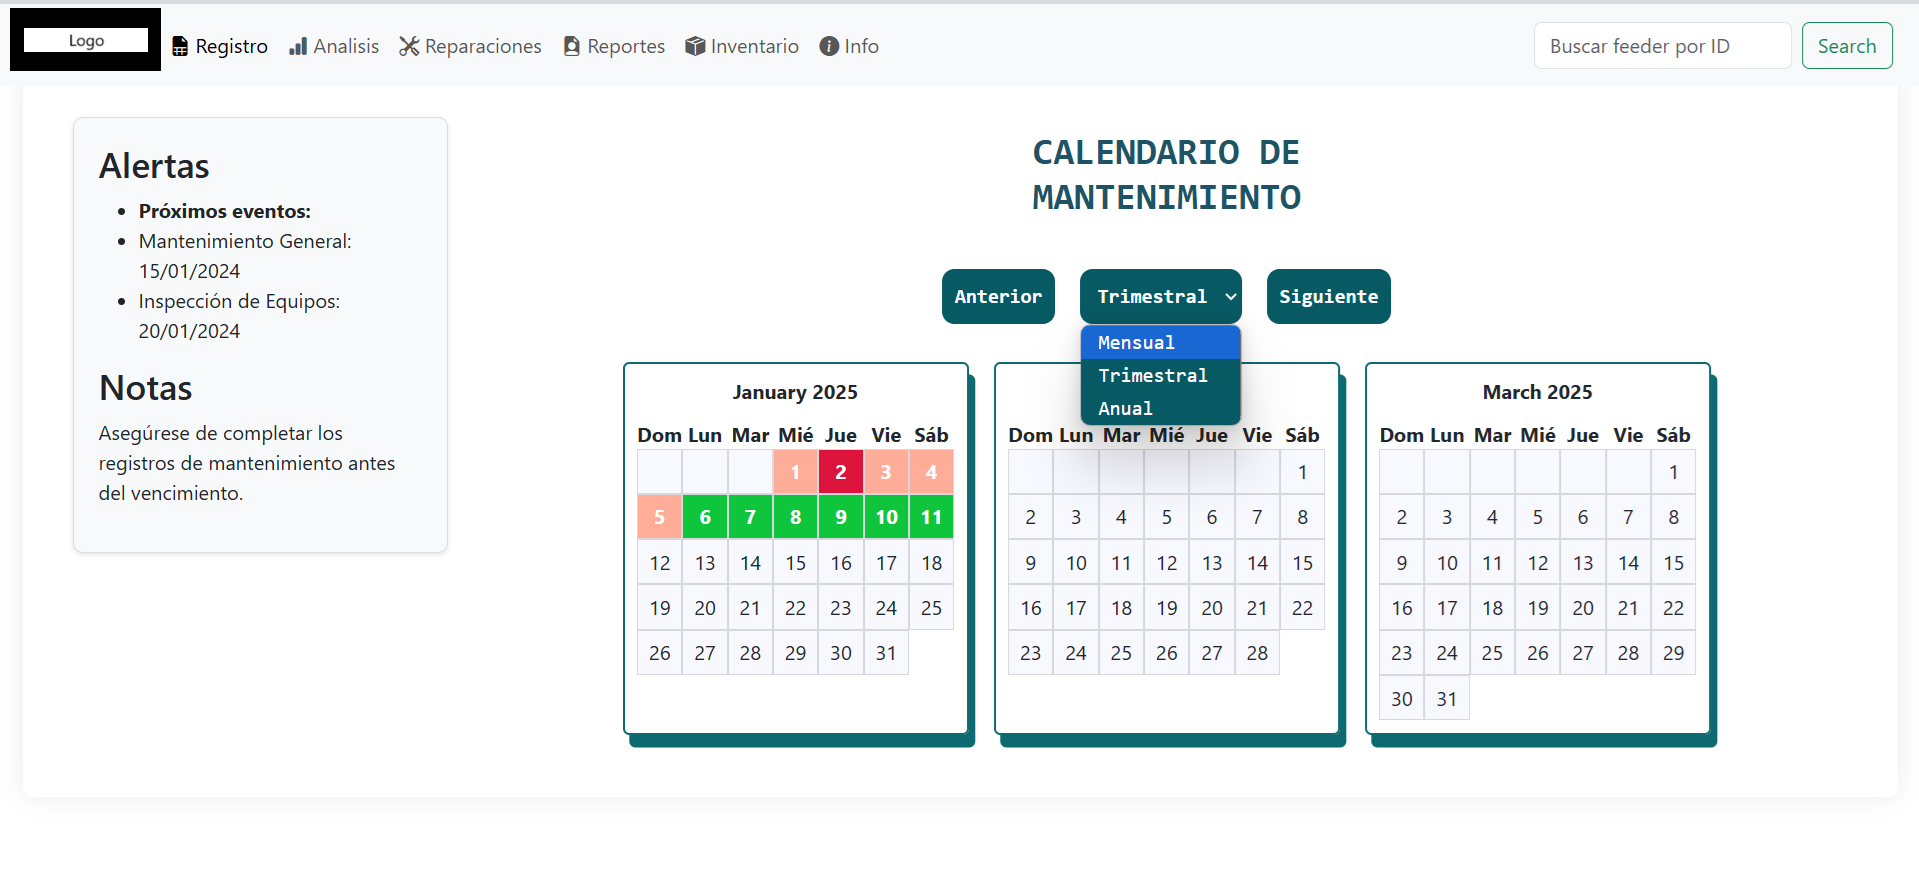 Logo
Registro Analisis Reparaciones Reportes Inventario Info
Buscar feeder por ID Search
Alertas
Próximos eventos:
Mantenimiento General:
15/01/2024
Inspección de Equipos:
20/01/2024
Notas
Asegúrese de completar los
registros de mantenimiento antes
del vencimiento.
CALENDARIO DE
MANTENIMIENTO
Anterior Trimestral Siguiente
Mensual
Trimestral
Anual
January 2025
Dom Lun Mar Mié Jue Vie Sáb
1 2 3 4
5 6 7 8 9 10 11
12 13 14 15 16 17 18
19 20 21 22 23 24 25
26 27 28 29 30 31
Dom Lun Mar Mié Jue Vie Sáb
1
2 3 4 5 6 7 8
9 10 11 12 13 14 15
16 17 18 19 20 21 22
23 24 25 26 27 28
March 2025
Dom Lun Mar Mié Jue Vie Sáb
1
2 3 4 5 6 7 8
9 10 11 12 13 14 15
16 17 18 19 20 21 22
23 24 25 26 27 28 29
30 31